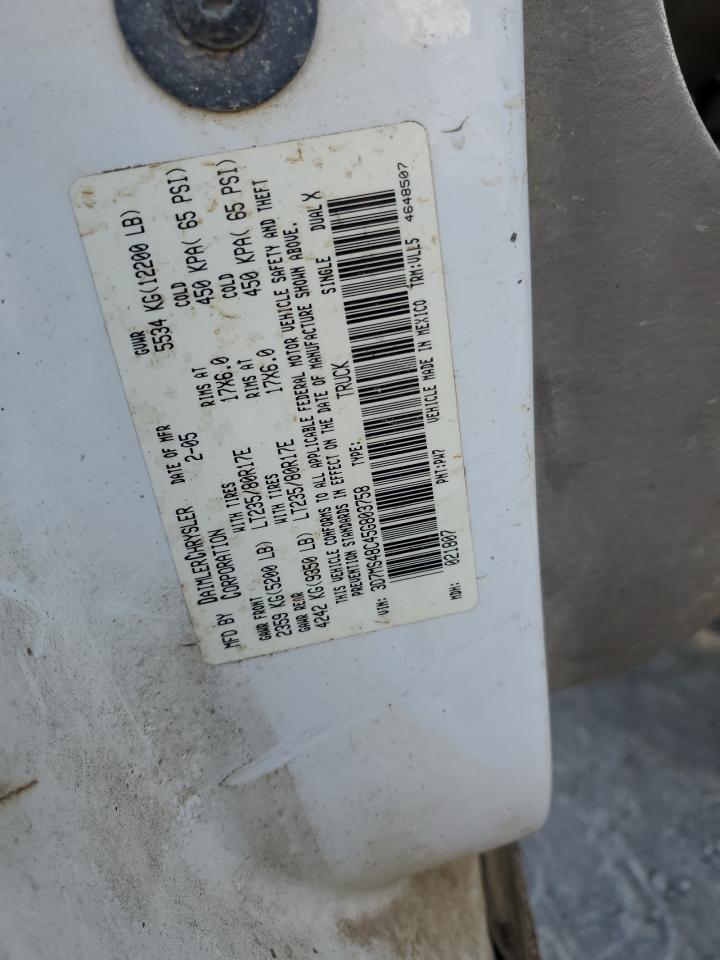 MFD BY DAIMLERCHRYSLER CORPORATION
DATE OF MFR 2-05
GVWR 5534 KG(12200 LB)
GAWR FRONT WITH TIRES RIMS AT COLD
2359 KG(5200 LB) LT235/80R17E 17X6.0 450 KPA( 65 PSI)
GAWR REAR WITH TIRES RIMS AT COLD
4242 KG(9350 LB) LT235/80R17E 17X6.0 450 KPA( 65 PSI)
THIS VEHICLE CONFORMS TO ALL APPLICABLE FEDERAL MOTOR VEHICLE SAFETY AND THEFT
PREVENTION STANDARDS IN EFFECT ON THE DATE OF MANUFACTURE SHOWN ABOVE.
VIN: 3D7MS48C45G803758 TYPE: TRUCK SINGLE DUAL X
MDH: 021807 PNT:PW7 VEHICLE MADE IN MEXICO TRM:VLL5 4648507